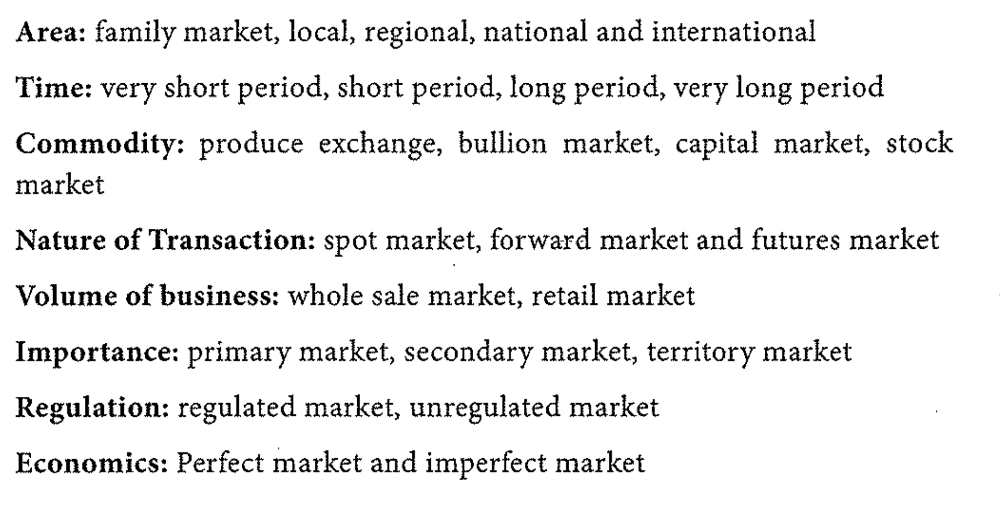 Area: family market, local, regional, national and international
Time: very short period, short period, long period, very long period
Commodity: produce exchange, bullion market, capital market, stock
market
Nature of Transaction: spot market, forward market and futures market
Volume of business: whole sale market, retail market
Importance: primary market, secondary market, territory market
Regulation: regulated market, unregulated market
Economics: Perfect market and imperfect market